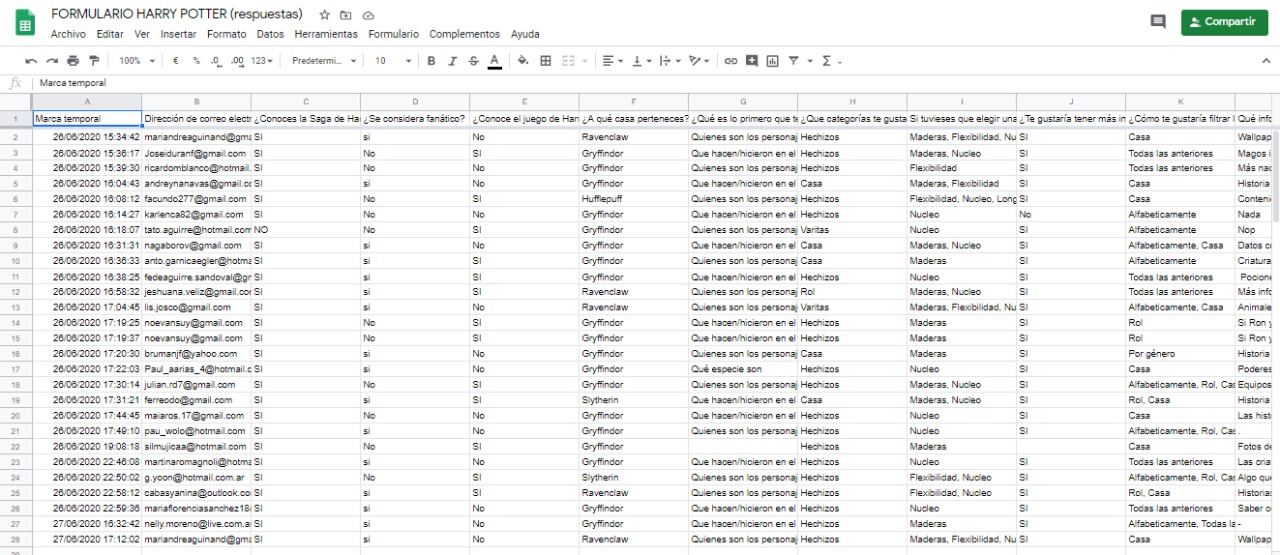 FORMULARIO HARRY POTTER (respuestas)
Compartir
Archivo Editar Ver Insertar Formato Datos Herramientas Formulario Complementos Ayuda
100% € % .0 .00 123 Predetermi... 10 B I S A Σ
fx Marca temporal
A B C D E F G H I J K
1 Marca temporal Dirección de correo electr ¿Conoces la Saga de Ha ¿Se considera fanático? ¿Conoce el juego de Har ¿A qué casa perteneces? ¿Qué es lo primero que te ¿Que categorías te gusta Si tuvieses que elegir una ¿Te gustaría tener más in ¿Cómo te gustaría filtrar l Qué info
2 26/06/2020 15:34:42 mariandreaguinand@gma SI si No Ravenclaw Quienes son los personaj Hechizos Maderas, Flexibilidad, Nu SI Casa Wallpap
3 26/06/2020 15:36:17 Joseiduranf@gmail.com SI No SI Gryffindor Que hacen/hicieron en el Hechizos Maderas, Nucleo SI Todas las anteriores Magos i
4 26/06/2020 15:39:30 ricardomblanco@hotmail. SI No No Gryffindor Quienes son los personaj Hechizos Flexibilidad SI Todas las anteriores Más nac
5 26/06/2020 16:04:43 andreynanavas@gmail.cc SI si No Gryffindor Que hacen/hicieron en el Casa Maderas, Flexibilidad SI Casa Historia
6 26/06/2020 16:08:12 facundo277@gmail.com SI No SI Hufflepuff Quienes son los personaj Hechizos Flexibilidad, Nucleo, Long SI Casa Conteni
7 26/06/2020 16:14:27 karlenca82@gmail.com SI No No Gryffindor Que hacen/hicieron en el Hechizos Nucleo No Alfabeticamente Nada
8 26/06/2020 16:18:07 tato.aguirre@hotmail.com NO No SI Gryffindor Quienes son los personaj Varitas Nucleo SI Alfabeticamente Nop
9 26/06/2020 16:31:31 nagaborov@gmail.com SI si No Gryffindor Que hacen/hicieron en el Casa Maderas, Nucleo SI Alfabeticamente, Casa Datos c
10 26/06/2020 16:36:33 anto.garnicaegler@hotma SI si No Gryffindor Quienes son los personaj Casa Maderas SI Alfabeticamente Criatura
11 26/06/2020 16:38:25 fedeaguirre.sandoval@gr SI si SI Gryffindor Que hacen/hicieron en el Hechizos Nucleo SI Todas las anteriores Pocione
12 26/06/2020 16:58:32 jeshuana.veliz@gmail.cor SI si SI Ravenclaw Quienes son los personaj Rol Maderas, Nucleo SI Todas las anteriores Más info
13 26/06/2020 17:04:45 lis.josco@gmail.com SI si No Ravenclaw Quienes son los personaj Varitas Maderas, Flexibilidad, Nu SI Alfabeticamente, Casa Animale
14 26/06/2020 17:19:25 noevansuy@gmail.com SI No SI Gryffindor Que hacen/hicieron en el Hechizos Maderas SI Rol Si Ron y
15 26/06/2020 17:19:37 noevansuy@gmail.com SI No SI Gryffindor Que hacen/hicieron en el Hechizos Maderas SI Rol Si Ron y
16 26/06/2020 17:20:30 brumanjf@yahoo.com SI si No Gryffindor Quienes son los personaj Casa Maderas SI Por género Historia
17 26/06/2020 17:22:03 Paul_aarias_4@hotmail.c SI si No Gryffindor Qué especie son Hechizos Maderas SI Casa Poderes
18 26/06/2020 17:30:14 julian.rd7@gmail.com SI No SI Gryffindor Quienes son los personaj Hechizos Maderas, Nucleo SI Alfabeticamente, Rol, Cas Equipos
19 26/06/2020 17:31:21 ferreodo@gmail.com SI si SI Slytherin Que hacen/hicieron en el Casa Maderas, Nucleo SI Rol, Casa Historia
20 26/06/2020 17:44:45 maiaros.17@gmail.com SI No No Gryffindor Que hacen/hicieron en el Hechizos Nucleo SI Casa Las hist
21 26/06/2020 17:49:10 pau_wolo@hotmail.com SI si No Gryffindor Quienes son los personaj Hechizos Nucleo SI Alfabeticamente, Rol, Cas .
22 26/06/2020 19:08:18 silmujicaa@hotmail.com SI No SI Gryffindor Hechizos Maderas Casa Fotos de
23 26/06/2020 22:46:08 martinaromagnoli@hotma SI si No Gryffindor Que hacen/hicieron en el Hechizos Nucleo SI Todas las anteriores Las cria
24 26/06/2020 22:50:02 g.yoon@hotmail.com.ar SI No SI Slytherin Quienes son los personaj Hechizos Flexibilidad, Nucleo SI Alfabeticamente, Rol, Cas Algo que
25 26/06/2020 22:58:12 cabasyanina@outlook.co SI si SI Ravenclaw Quienes son los personaj Hechizos Flexibilidad, Nucleo SI Rol, Casa Historias
26 26/06/2020 22:59:36 mariaflorenciasanchez18 SI si No Gryffindor Que hacen/hicieron en el Hechizos Nucleo SI Todas las anteriores Saber c
27 27/06/2020 16:32:42 nelly.moreno@live.com.a SI si No Gryffindor Que hacen/hicieron en el Hechizos Maderas SI Alfabeticamente, Todas la -
28 27/06/2020 17:12:02 mariandreaguinand@gma SI si No Ravenclaw Quienes son los personaj Hechizos Maderas, Flexibilidad, Nu SI Casa Wallpap